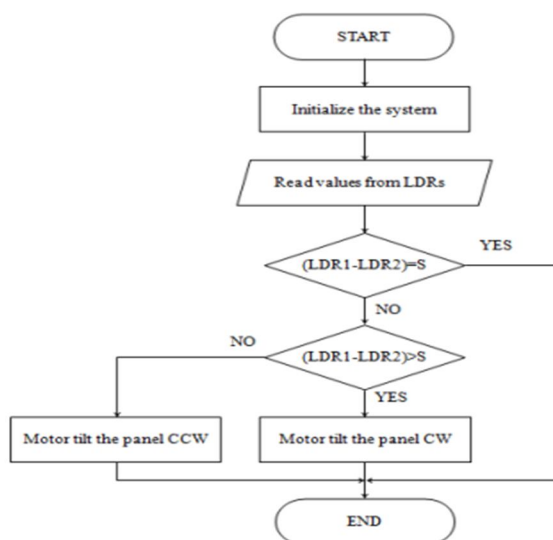 START
Initialize the system
Read values from LDRs
YES
(LDR1-LDR2)=S
NO
NO
(LDR1-LDR2)>S
YES
Motor tilt the panel CCW
Motor tilt the panel CW
END